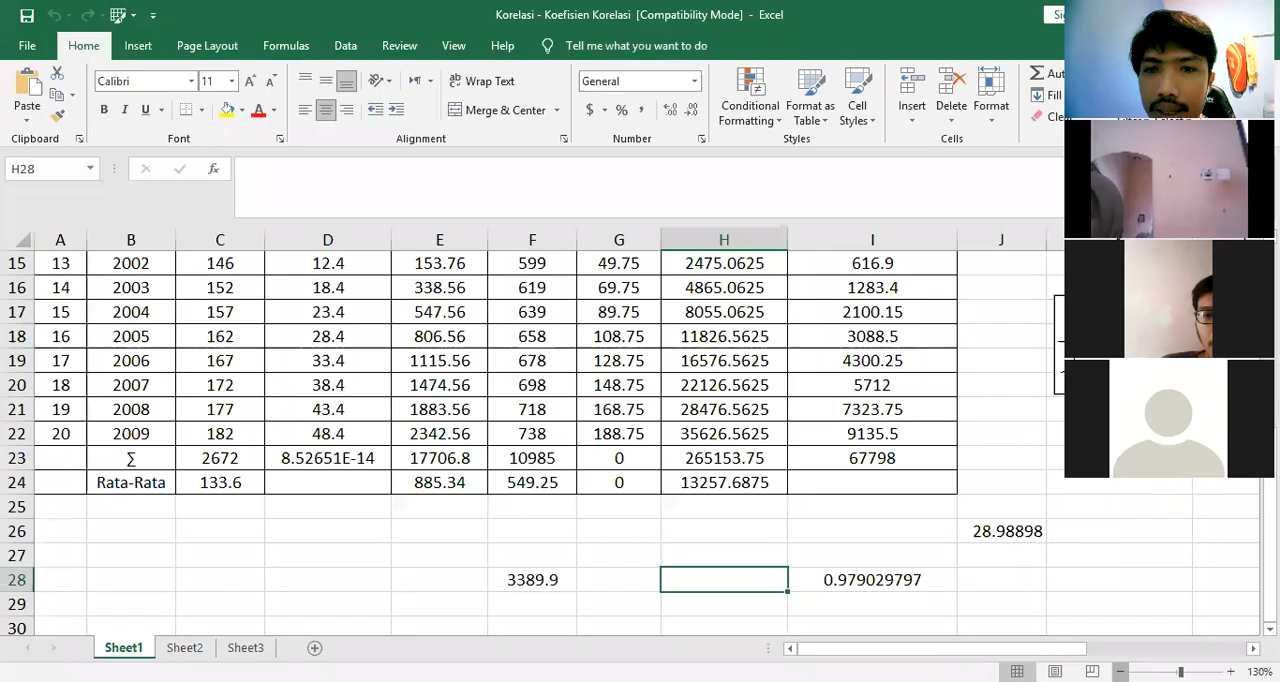 Korelasi - Koefisien Korelasi [Compatibility Mode] - Excel
File Home Insert Page Layout Formulas Data Review View Help Tell me what you want to do
Paste Calibri 11 Wrap Text General Conditional Formatting Format as Table Cell Styles Insert Delete Format
B I U Merge & Center $ % Fill
Clipboard Font Alignment Number Styles Cells
H28 fx
A B C D E F G H I J
15 13 2002 146 12.4 153.76 599 49.75 2475.0625 616.9
16 14 2003 152 18.4 338.56 619 69.75 4865.0625 1283.4
17 15 2004 157 23.4 547.56 639 89.75 8055.0625 2100.15
18 16 2005 162 28.4 806.56 658 108.75 11826.5625 3088.5
19 17 2006 167 33.4 1115.56 678 128.75 16576.5625 4300.25
20 18 2007 172 38.4 1474.56 698 148.75 22126.5625 5712
21 19 2008 177 43.4 1883.56 718 168.75 28476.5625 7323.75
22 20 2009 182 48.4 2342.56 738 188.75 35626.5625 9135.5
23 ∑ 2672 8.52651E-14 17706.8 10985 0 265153.75 67798
24 Rata-Rata 133.6 885.34 549.25 0 13257.6875
25
26 28.98898
27
28 3389.9 0.979029797
29
30
Sheet1 Sheet2 Sheet3
130%